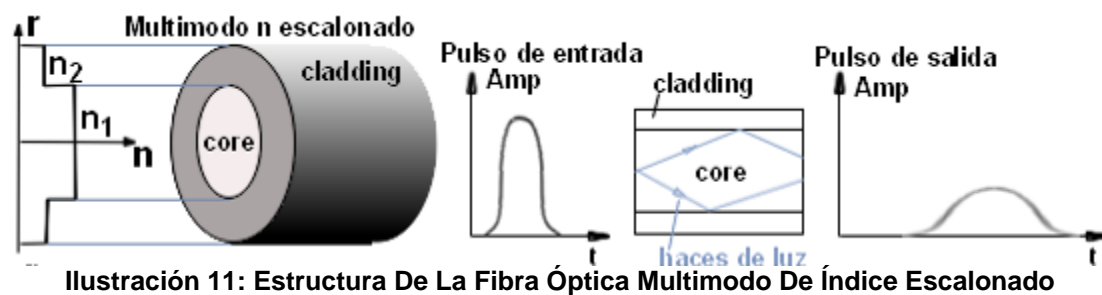 r
Multimodo n escalonado
n2
n1
n
cladding
core
Pulso de entrada
Amp
t
cladding
core
haces de luz
Pulso de salida
Amp
t
Ilustración 11: Estructura De La Fibra Óptica Multimodo De Índice Escalonado